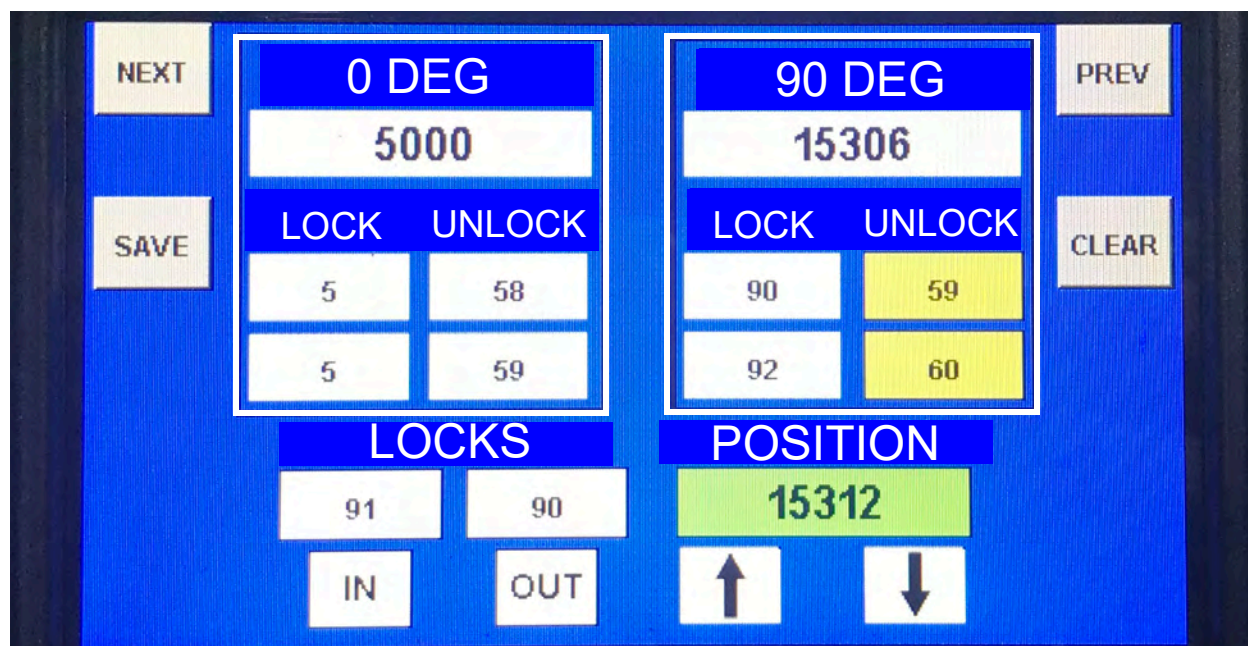 NEXT 0 DEG 90 DEG PREV
5000 15306
SAVE LOCK UNLOCK LOCK UNLOCK CLEAR
5 58 90 59
5 59 92 60
LOCKS POSITION
91 90 15312
IN OUT